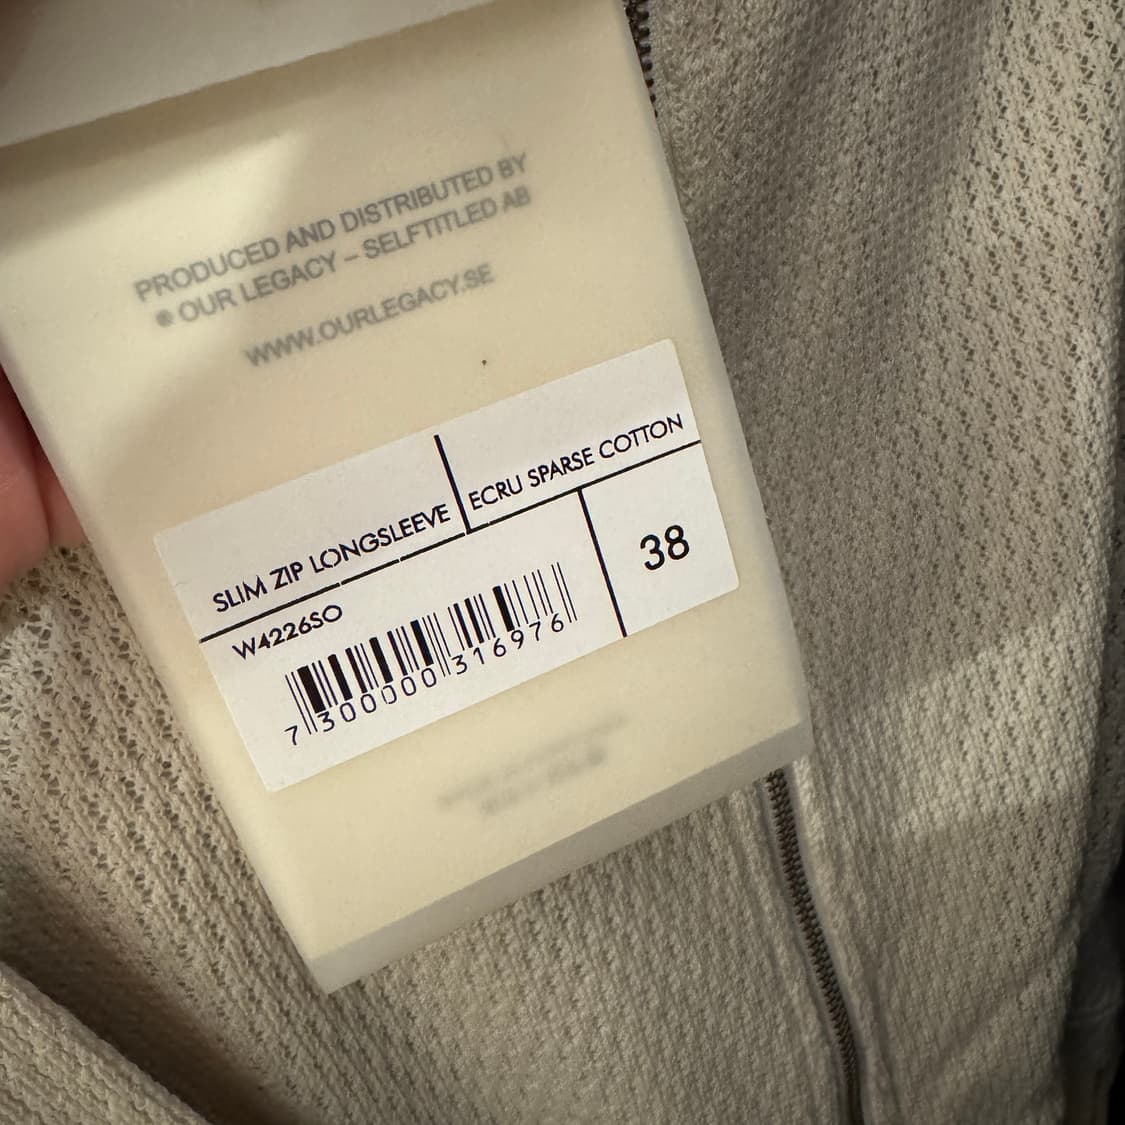 PRODUCED AND DISTRIBUTED BY
® OUR LEGACY – SELFTITLED AB
WWW.OURLEGACY.SE
SLIM ZIP LONGSLEEVE
ECRU SPARSE COTTON
W4226SO
38
7 300000 316976